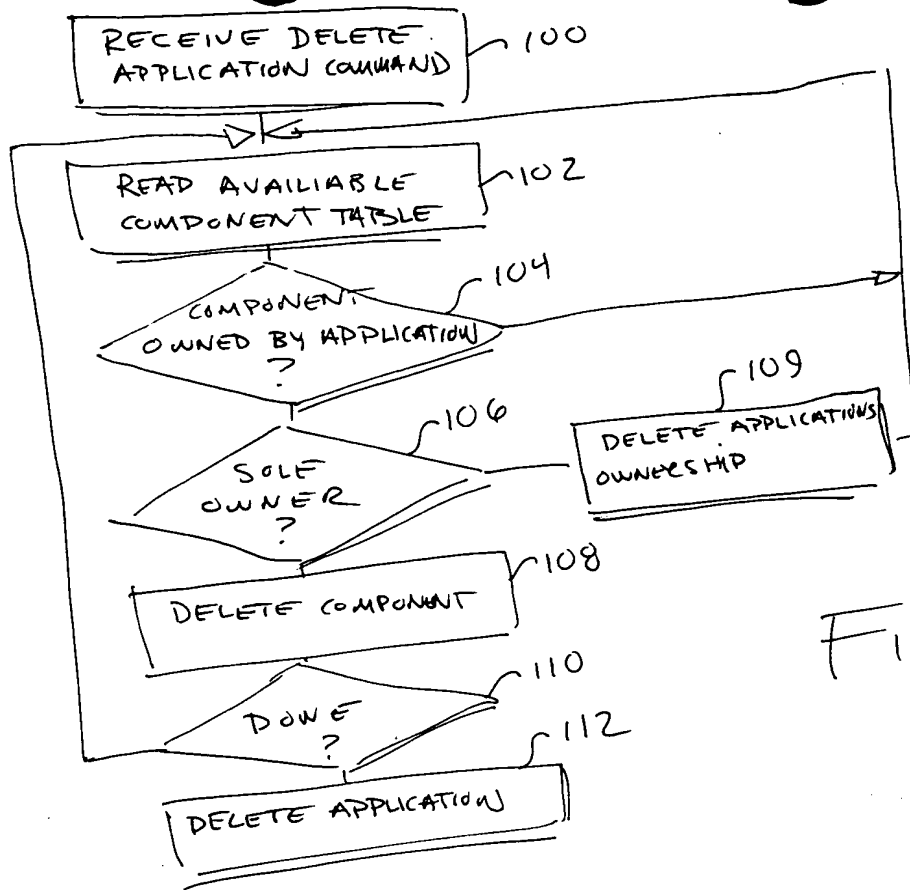 RECEIVE DELETE
APPLICATION COMMAND
100
READ AVAILIABLE
COMPONENT TABLE
102
COMPONENT
OWNED BY APPLICATION
?
104
SOLE
OWNER
?
106
DELETE APPLICATIONS
OWNERSHIP
109
DELETE COMPONENT
108
DONE
?
110
DELETE APPLICATION
112